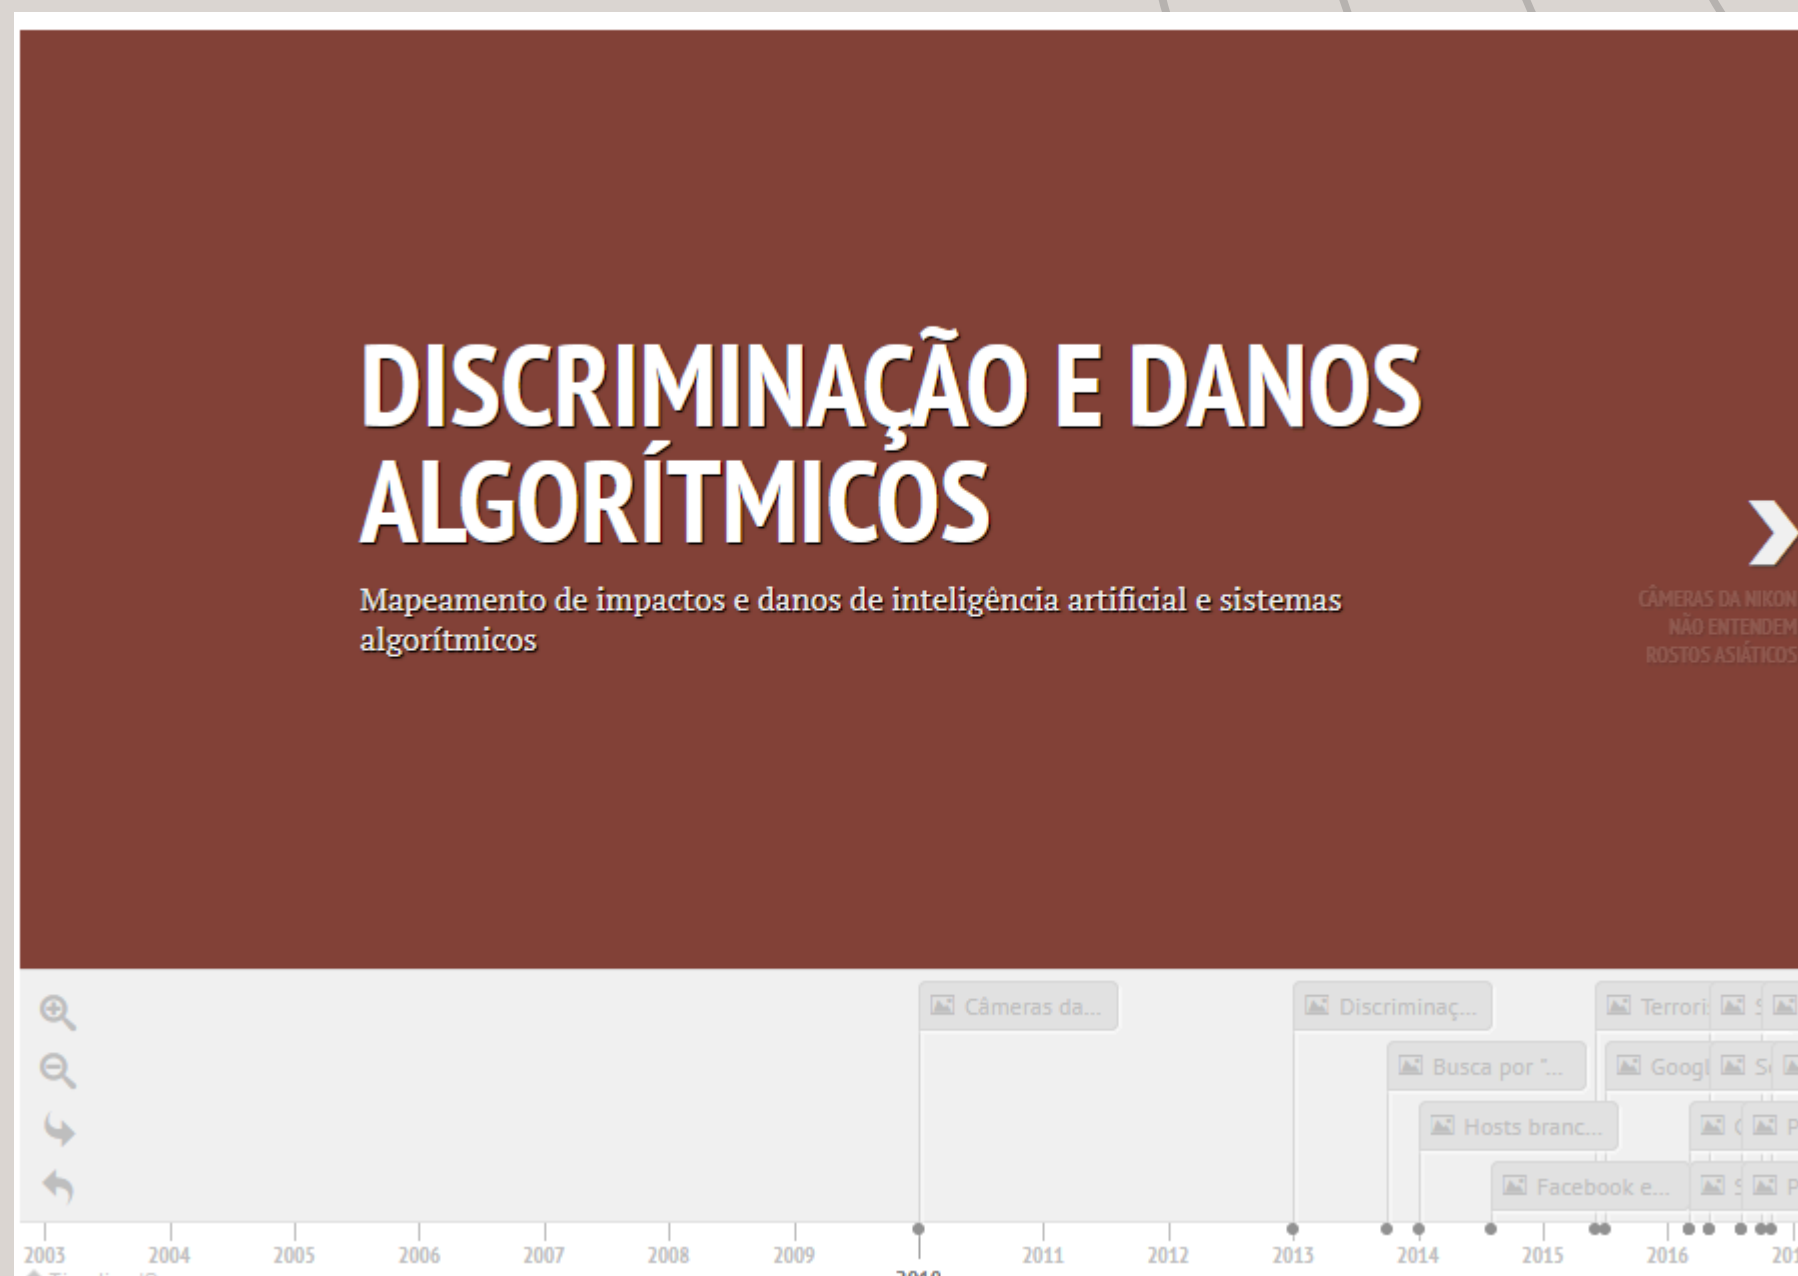 DISCRIMINAÇÃO E DANOS
ALGORÍTMICOS
Mapeamento de impactos e danos de inteligência artificial e sistemas
algorítmicos
CÂMERAS DA NIKON
NÃO ENTENDEM
ROSTOS ASIÁTICOS
Câmeras da...
Discriminaç...
Terroris
Busca por "...
Googl
Hosts branc...
Facebook e...
2003 2004 2005 2006 2007 2008 2009 2010 2011 2012 2013 2014 2015 2016